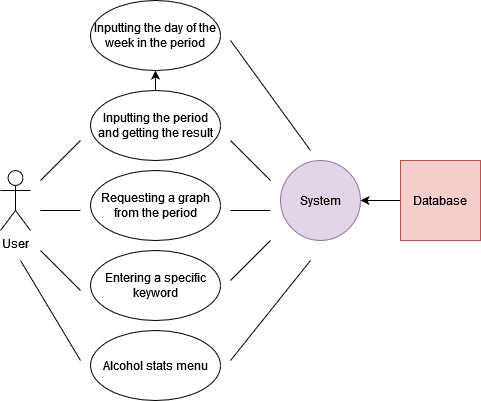 Inputting the day of the
week in the period
Inputting the period
and getting the result
Requesting a graph
from the period
System
Database
User
Entering a specific
keyword
Alcohol stats menu